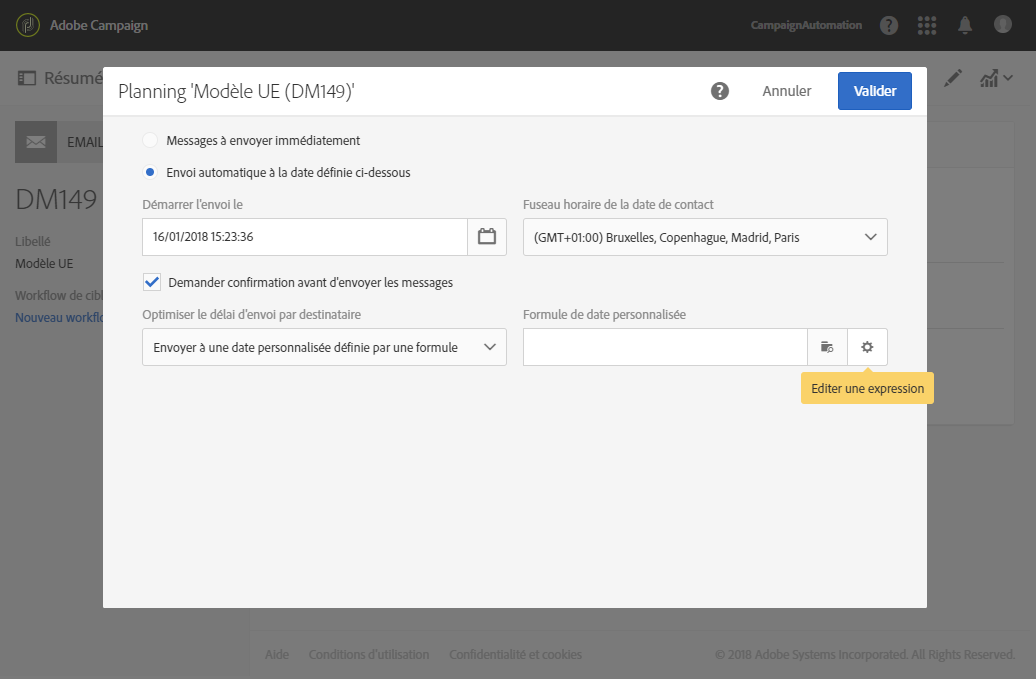 Adobe Campaign
CampaignAutomation
Résumé
Planning 'Modèle UE (DM149)'
Annuler
Valider
EMAIL
DM149
Libellé
Modèle UE
Workflow de cibl
Nouveau workflo
Messages à envoyer immédiatement
Envoi automatique à la date définie ci-dessous
Démarrer l'envoi le
Fuseau horaire de la date de contact
16/01/2018 15:23:36
(GMT+01:00) Bruxelles, Copenhague, Madrid, Paris
Demander confirmation avant d'envoyer les messages
Optimiser le délai d'envoi par destinataire
Formule de date personnalisée
Envoyer à une date personnalisée définie par une formule
Editer une expression
Aide
Conditions d'utilisation
Confidentialité et cookies
© 2018 Adobe Systems Incorporated. All Rights Reserved.